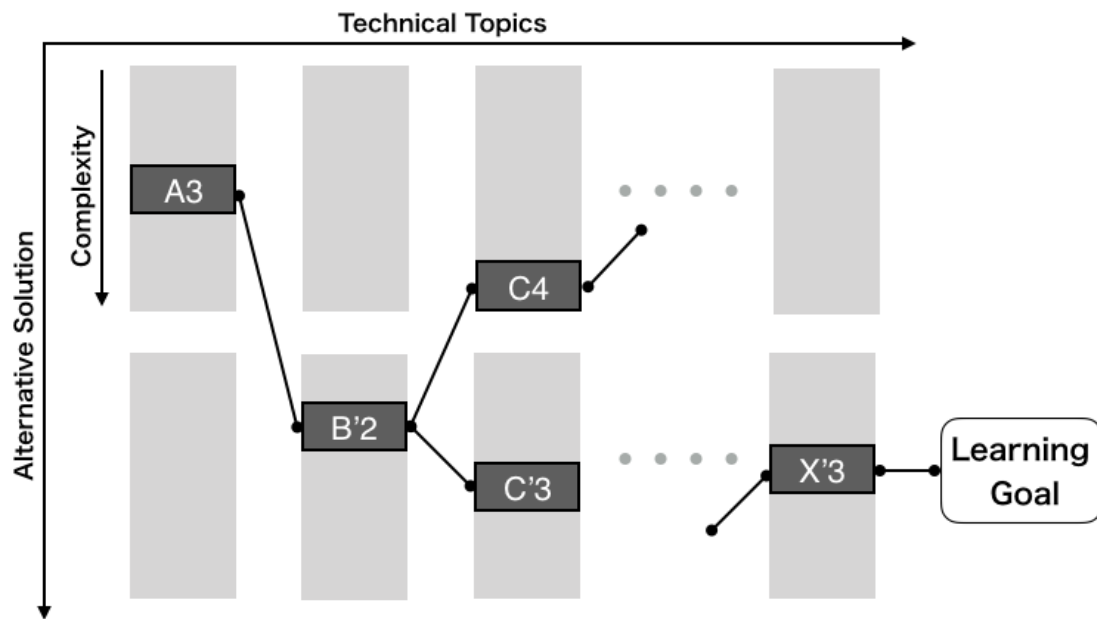 Technical Topics
Complexity
Alternative Solution
A3
C4
B’2
C’3
X’3
Learning
Goal